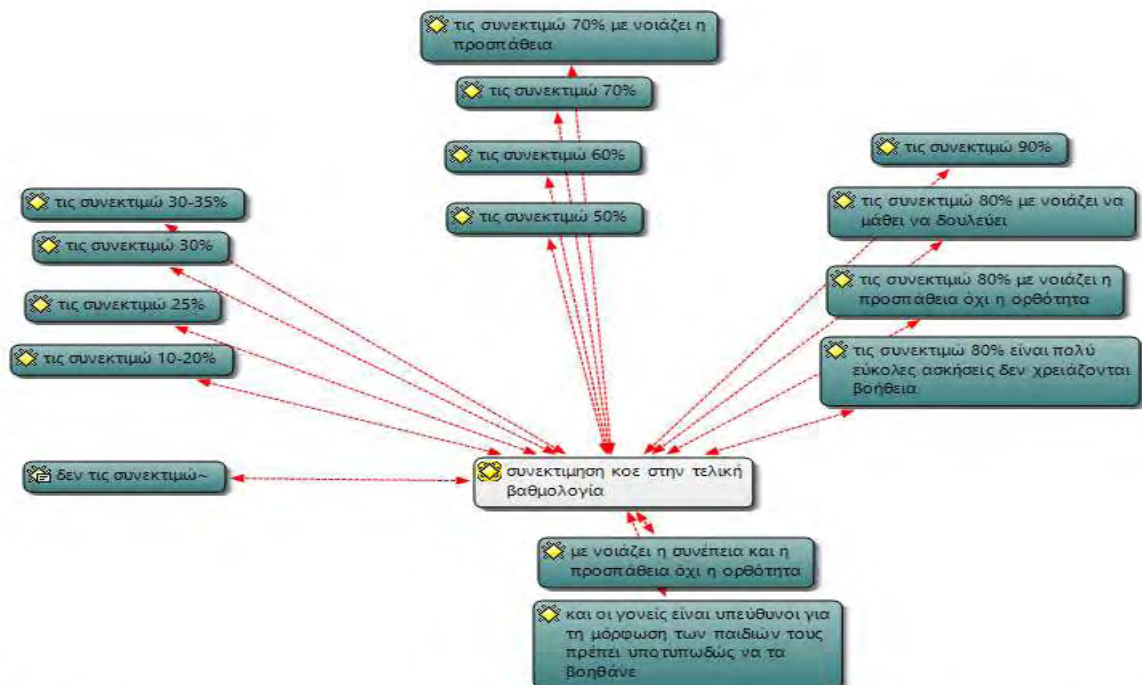 τις συνεκτιμώ 70% με νοιάζει η
προσπάθεια
τις συνεκτιμώ 70%
τις συνεκτιμώ 60%
τις συνεκτιμώ 50%
τις συνεκτιμώ 30-35%
τις συνεκτιμώ 30%
τις συνεκτιμώ 25%
τις συνεκτιμώ 10-20%
δεν τις συνεκτιμώ~
τις συνεκτιμώ 90%
τις συνεκτιμώ 80% με νοιάζει να
μάθει να δουλεύει
τις συνεκτιμώ 80% με νοιάζει η
προσπάθεια όχι η ορθότητα
τις συνεκτιμώ 80% είναι πολύ
εύκολες ασκήσεις δεν χρειάζονται
βοήθεια
συνεκτιμηση κοε στην τελική
βαθμολογία
με νοιάζει η συνέπεια και η
προσπάθεια όχι η ορθότητα
και οι γονείς είναι υπεύθυνοι για
τη μόρφωση των παιδιών τους
πρέπει υποτυπωδώς να τα
βοηθάνε